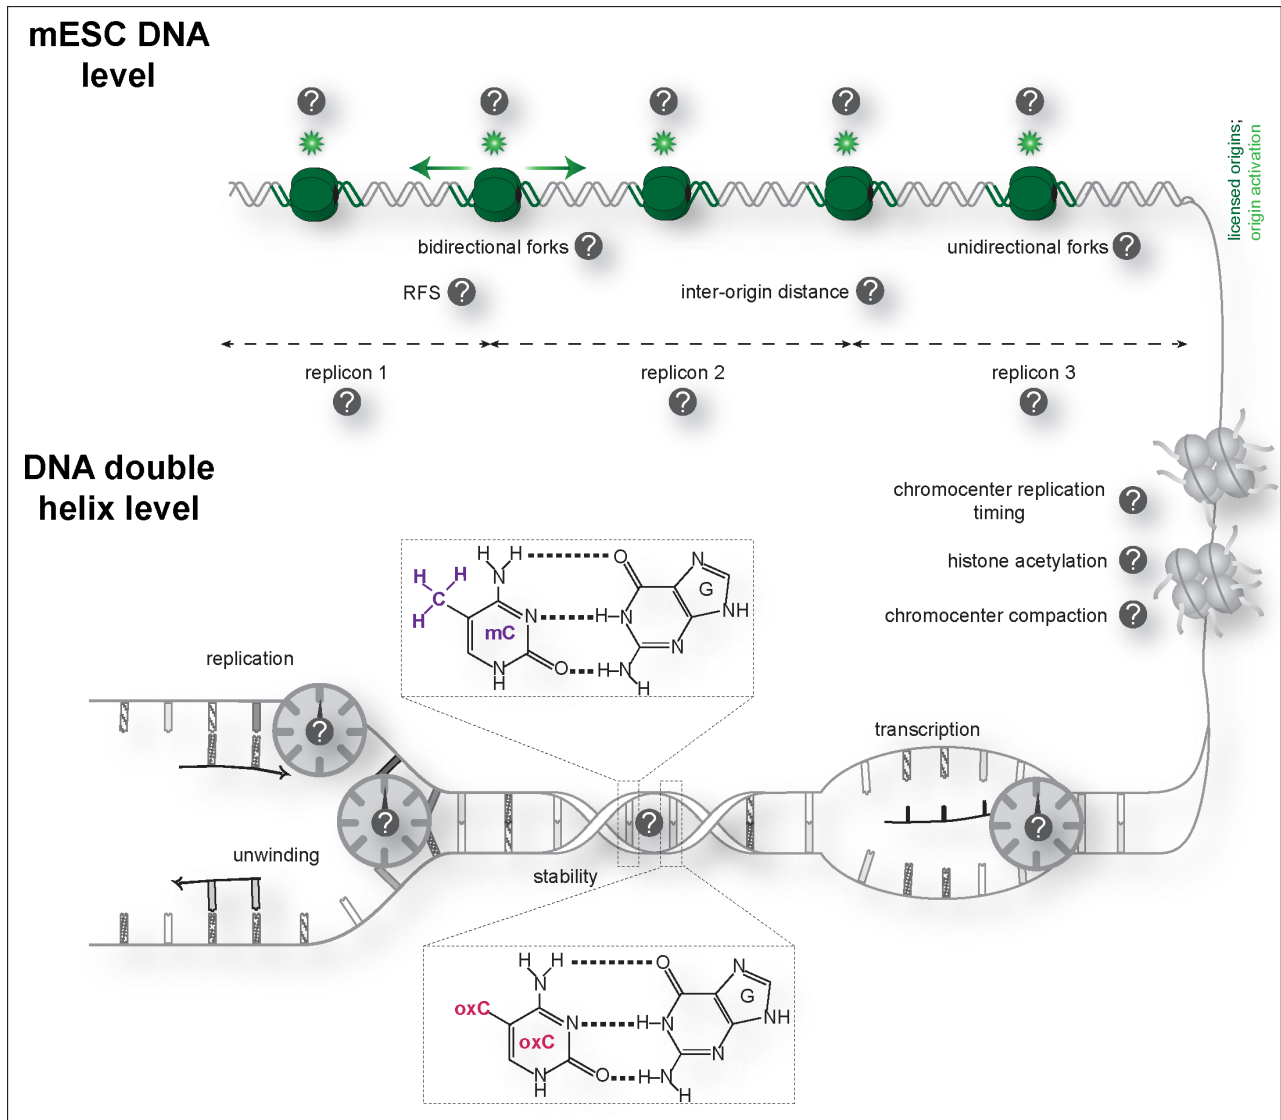 mESC DNA
level
? ? ? ? ?
licensed origins;
origin activation
bidirectional forks ?
unidirectional forks ?
RFS ?
inter-origin distance ?
replicon 1
?
replicon 2
?
replicon 3
?
DNA double
helix level
chromocenter replication
timing
?
histone acetylation ?
chromocenter compaction ?
H H O N
H H
C N G
H
N H N NH
mC
N
N O H N
H H
replication
?
transcription
?
unwinding
?
?
stability
H H O N
N G
oxC
N H N NH
oxC
N
N O H N
H H